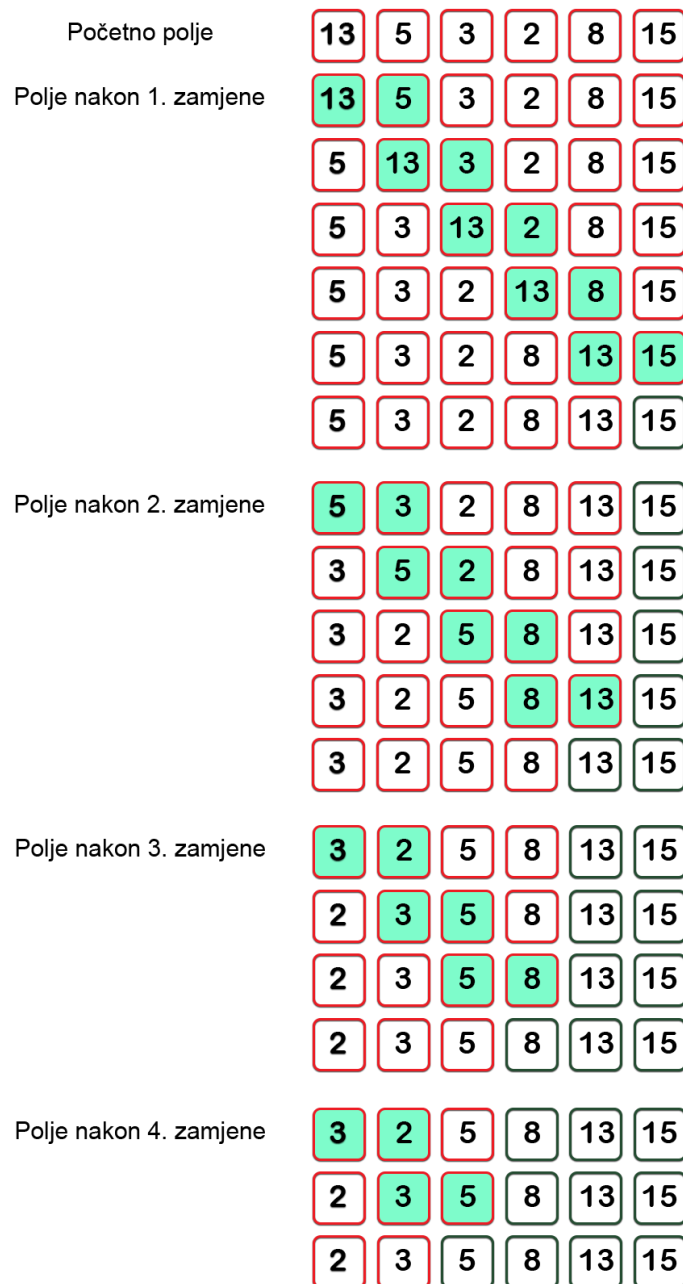 Početno polje 13 5 3 2 8 15
Polje nakon 1. zamjene 13 5 3 2 8 15
5 13 3 2 8 15
5 3 13 2 8 15
5 3 2 13 8 15
5 3 2 8 13 15
5 3 2 8 13 15
Polje nakon 2. zamjene 5 3 2 8 13 15
3 5 2 8 13 15
3 2 5 8 13 15
3 2 5 8 13 15
3 2 5 8 13 15
Polje nakon 3. zamjene 3 2 5 8 13 15
2 3 5 8 13 15
2 3 5 8 13 15
2 3 5 8 13 15
Polje nakon 4. zamjene 3 2 5 8 13 15
2 3 5 8 13 15
2 3 5 8 13 15